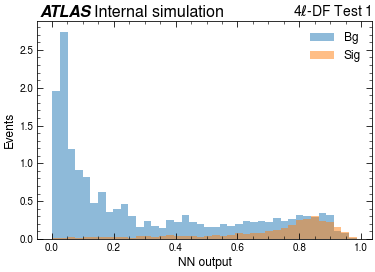 ATLAS Internal simulation
4ℓ-DF Test 1
Bg
Sig
Events
2.5
2.0
1.5
1.0
0.5
0.0
0.0 0.2 0.4 0.6 0.8 1.0
NN output